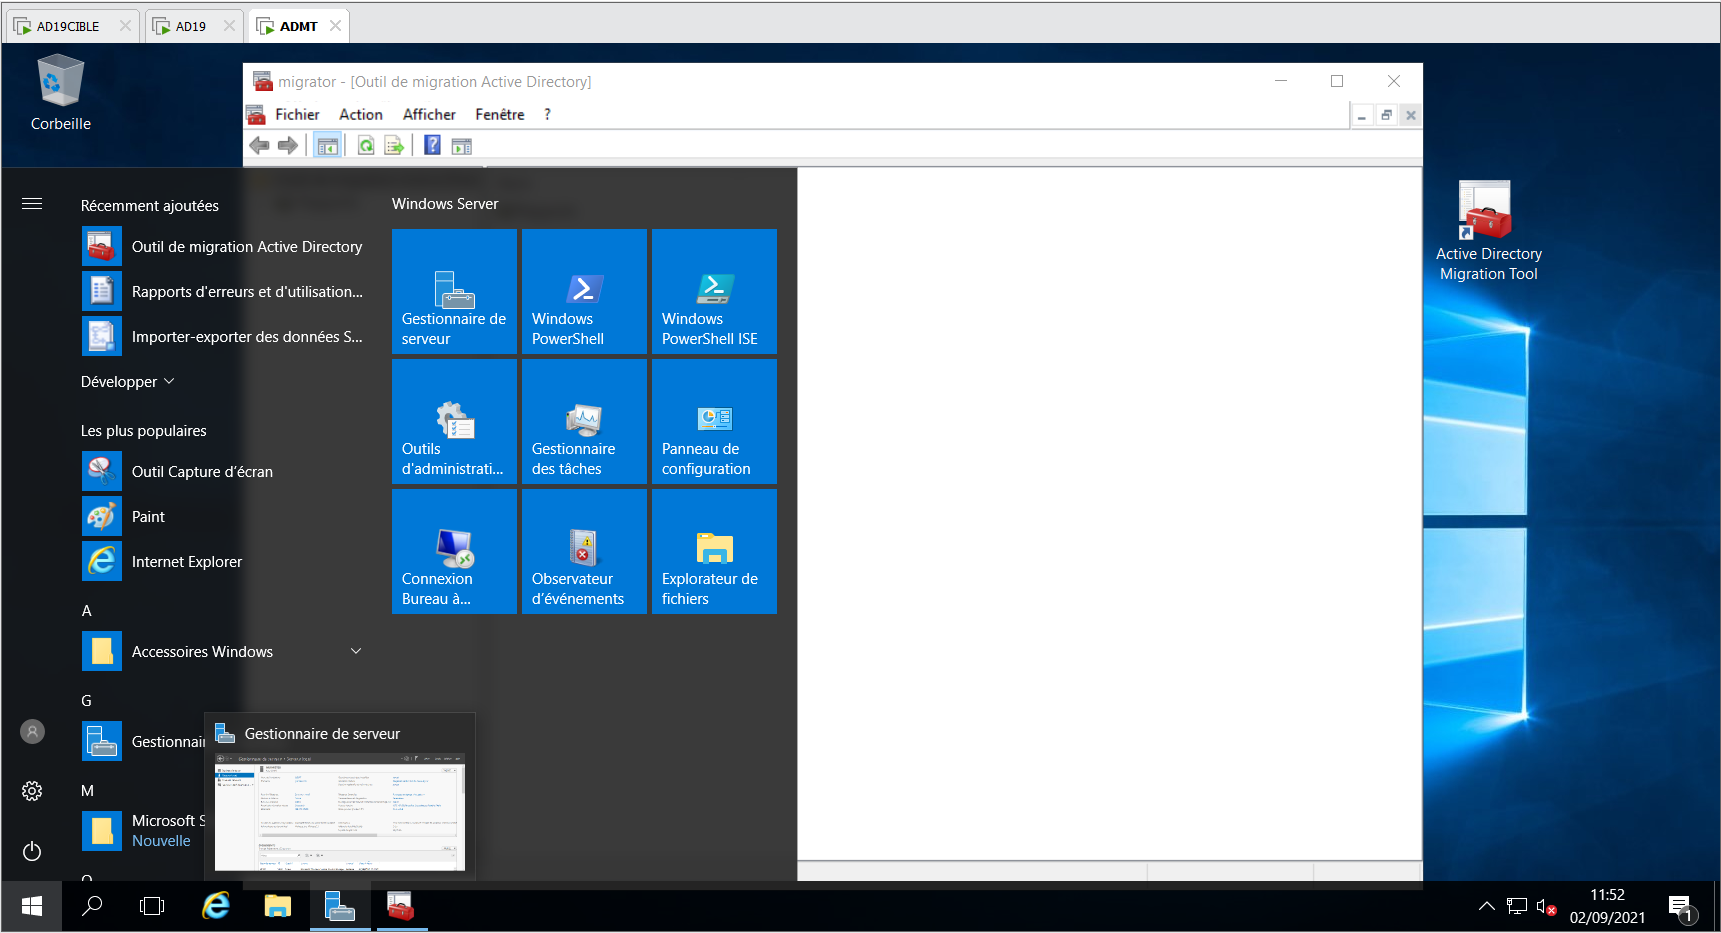 AD19CIBLE
AD19
ADMT
Corbeille
migrator - [Outil de migration Active Directory]
Fichier Action Afficher Fenêtre ?
Récemment ajoutées
Outil de migration Active Directory
Rapports d'erreurs et d'utilisation...
Importer-exporter des données S...
Développer
Les plus populaires
Outil Capture d'écran
Paint
Internet Explorer
A
Accessoires Windows
G
Gestionnair
M
Microsoft S
Nouvelle
Windows Server
Gestionnaire de
serveur
Windows
PowerShell
Windows
PowerShell ISE
Outils
d'administrati...
Gestionnaire
des tâches
Panneau de
configuration
Connexion
Bureau à...
Observateur
d'événements
Explorateur de
fichiers
Gestionnaire de serveur
Active Directory
Migration Tool
11:52
02/09/2021
1